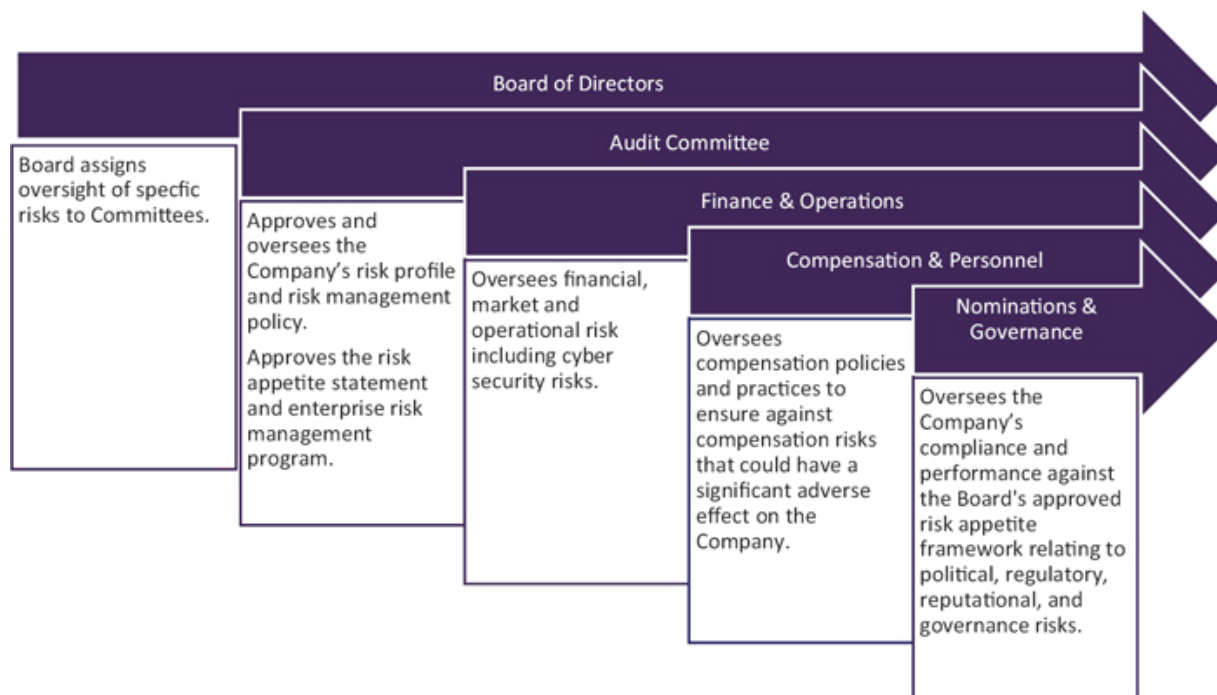 Board of Directors
Board assigns
oversight of specfic
risks to Committees.
Audit Committee
Approves and
oversees the
Company’s risk profile
and risk management
policy.
Approves the risk
appetite statement
and enterprise risk
management
program.
Finance & Operations
Oversees financial,
market and
operational risk
including cyber
security risks.
Compensation & Personnel
Oversees
compensation policies
and practices to
ensure against
compensation risks
that could have a
significant adverse
effect on the
Company.
Nominations &
Governance
Oversees the
Company’s
compliance and
performance against
the Board's approved
risk appetite
framework relating to
political, regulatory,
reputational, and
governance risks.